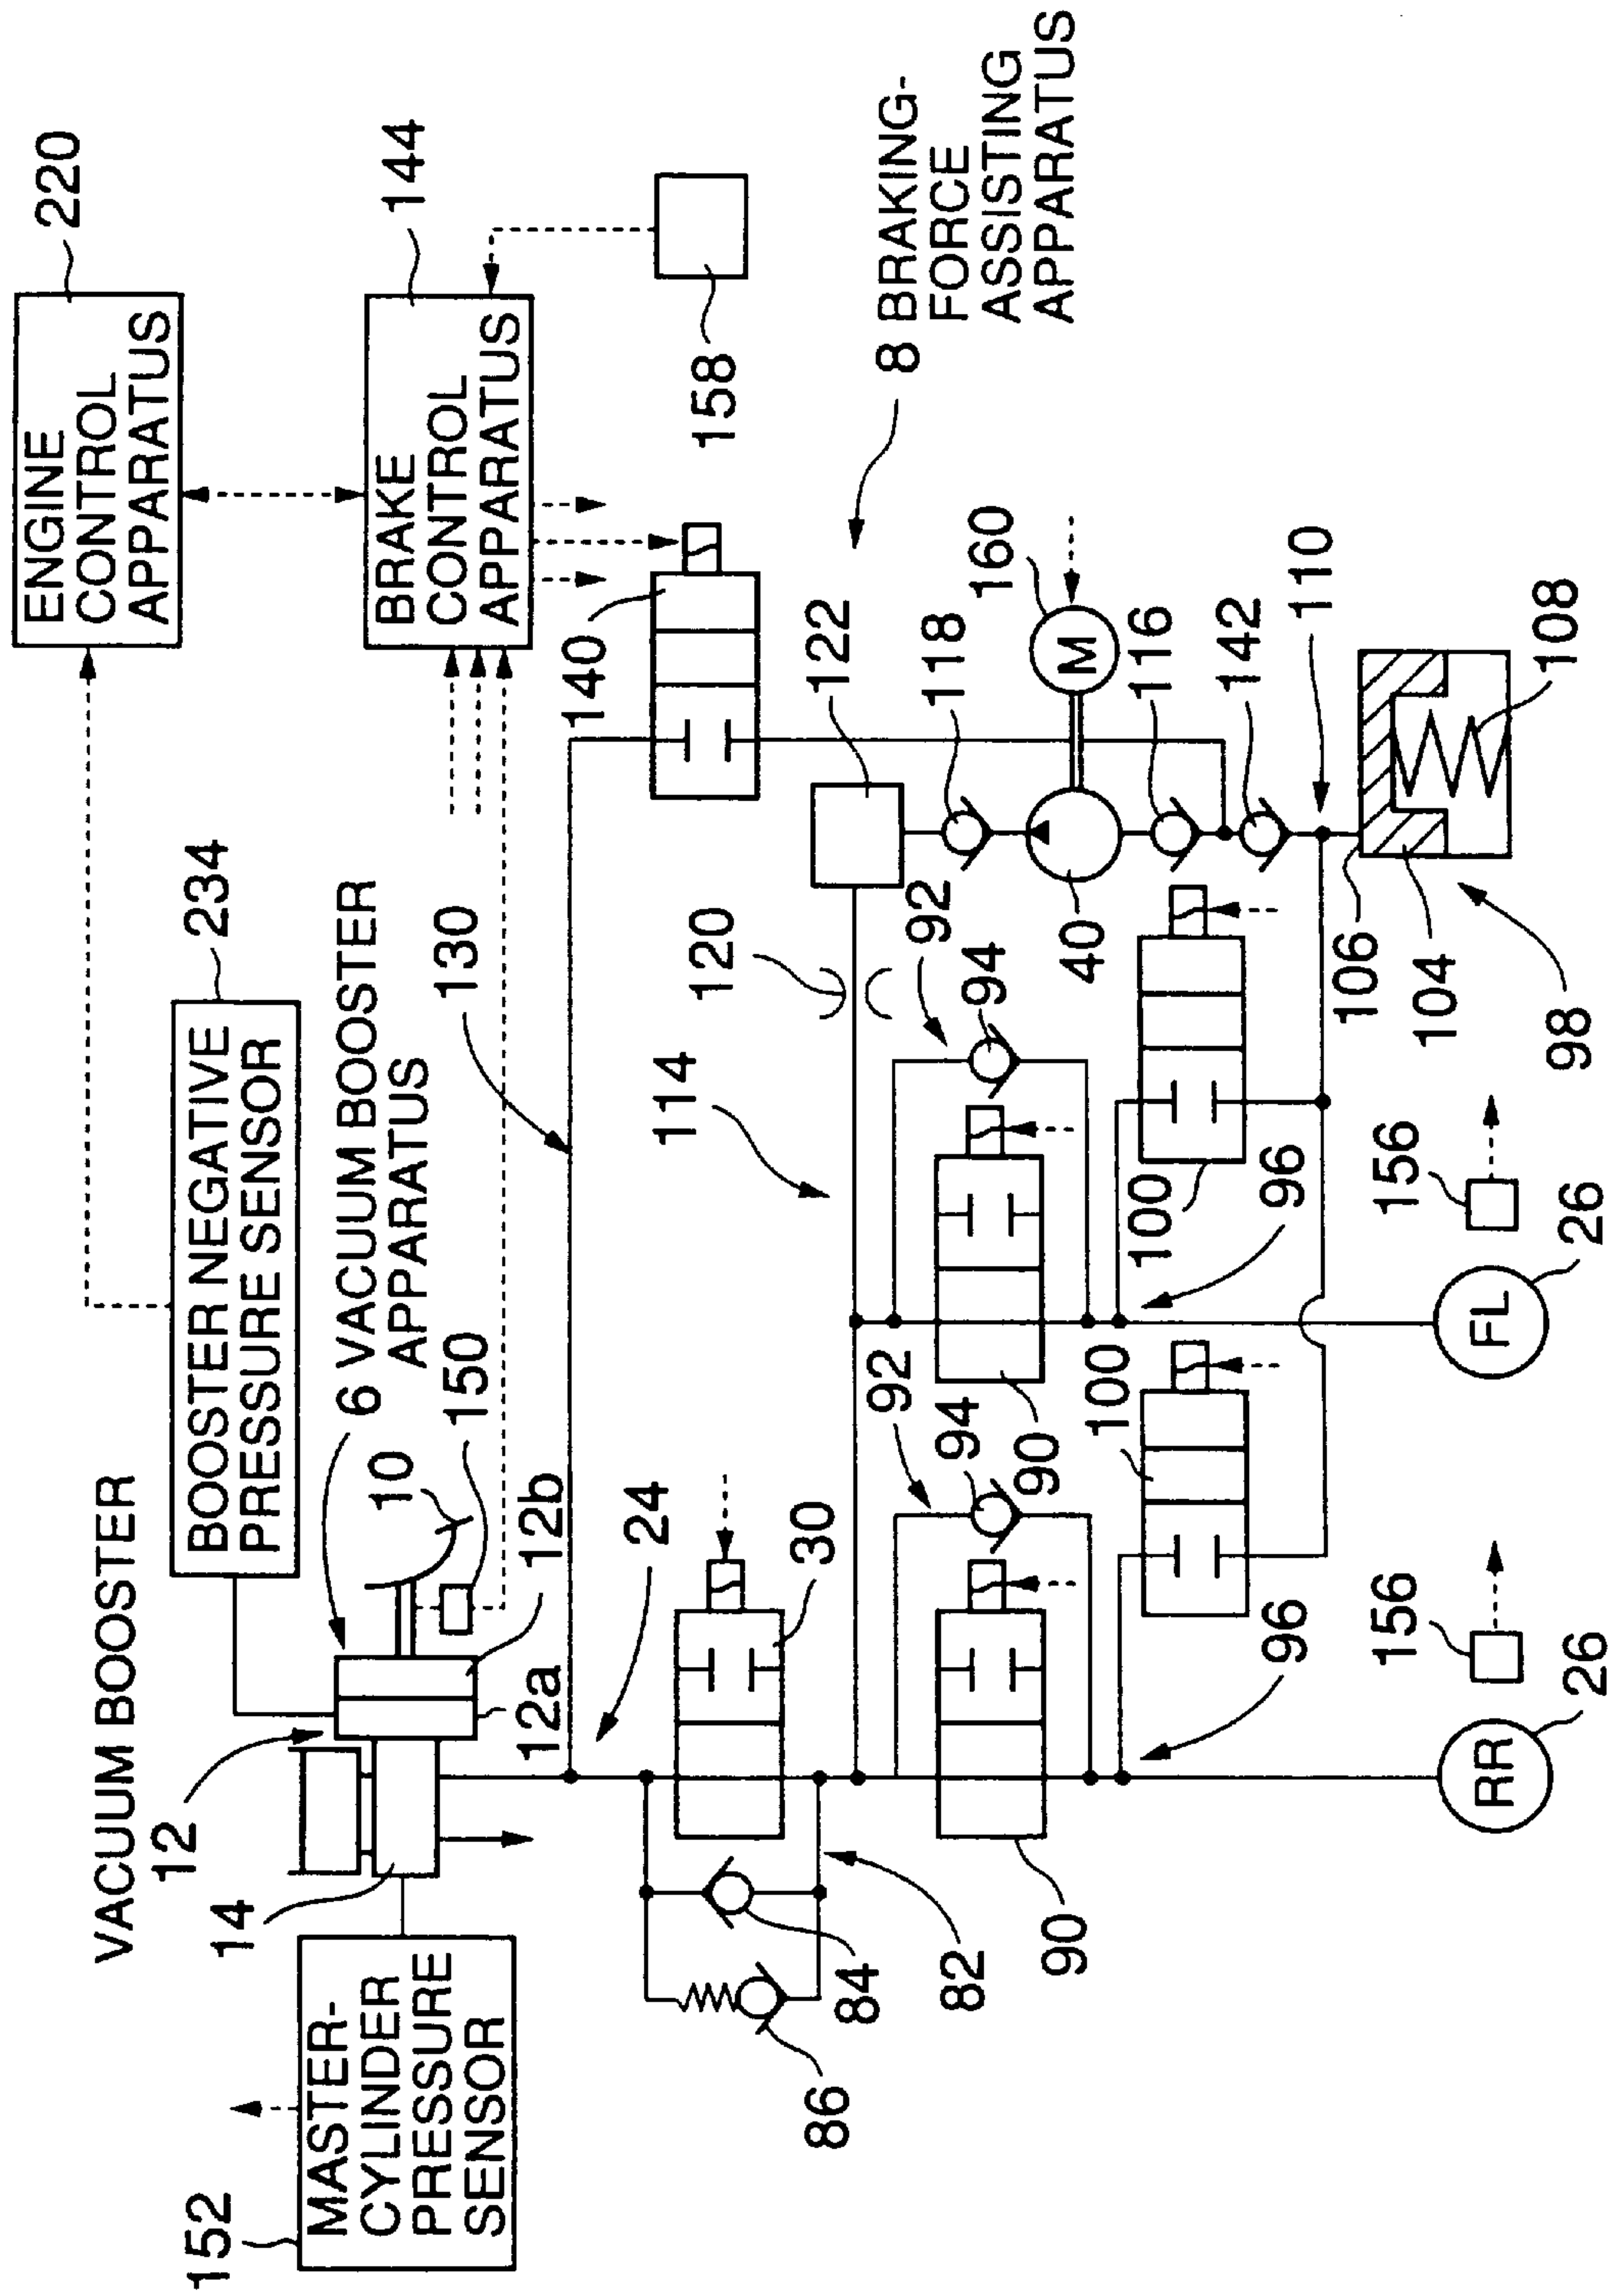 ENGINE
CONTROL
APPARATUS
220
BRAKE
CONTROL
APPARATUS
144
158
BOOSTER NEGATIVE
PRESSURE SENSOR
234
VACUUM BOOSTER
12
6 VACUUM BOOSTER
APPARATUS
10
150
12a
12b
14
152
MASTER-
CYLINDER
PRESSURE
SENSOR
130
140
24
30
82
84
86
114
120
122
8 BRAKING-
FORCE
ASSISTING
APPARATUS
118
160
M
40
116
142
110
108
106
104
98
92
94
90
100
96
92
94
90
100
96
156
26
FL
156
26
RR